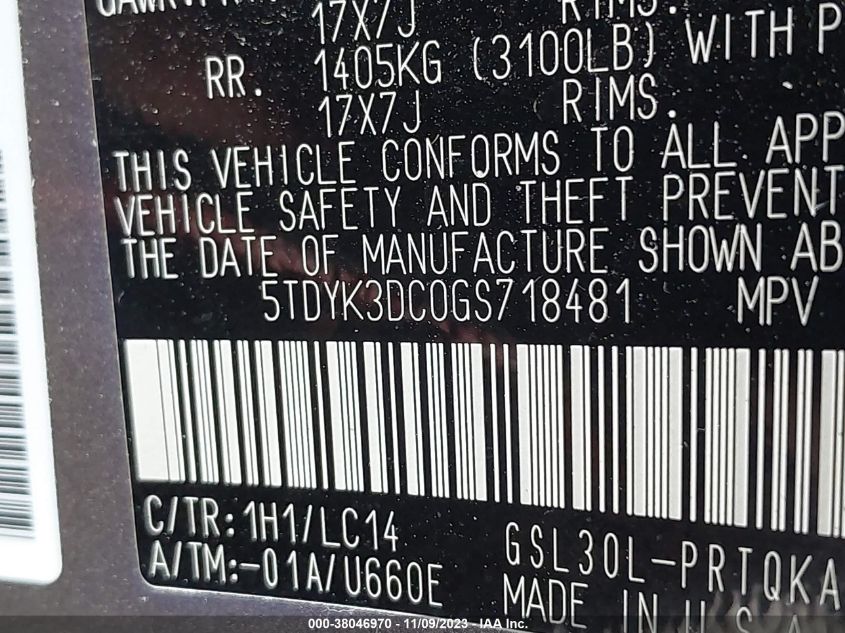 17X7J RIMS.
RR. 1405KG (3100LB) WITH P
17X7J RIMS.
THIS VEHICLE CONFORMS TO ALL APP
VEHICLE SAFETY AND THEFT PREVENT
THE DATE OF MANUFACTURE SHOWN AB
5TDYK3DC0GS718481 MPV
C/TR:1H1/LC14 GSL30L-PRTQKA
A/TM:-01A/U660E MADE IN U.S.A
000-38046970 - 11/09/2023 - IAA Inc.